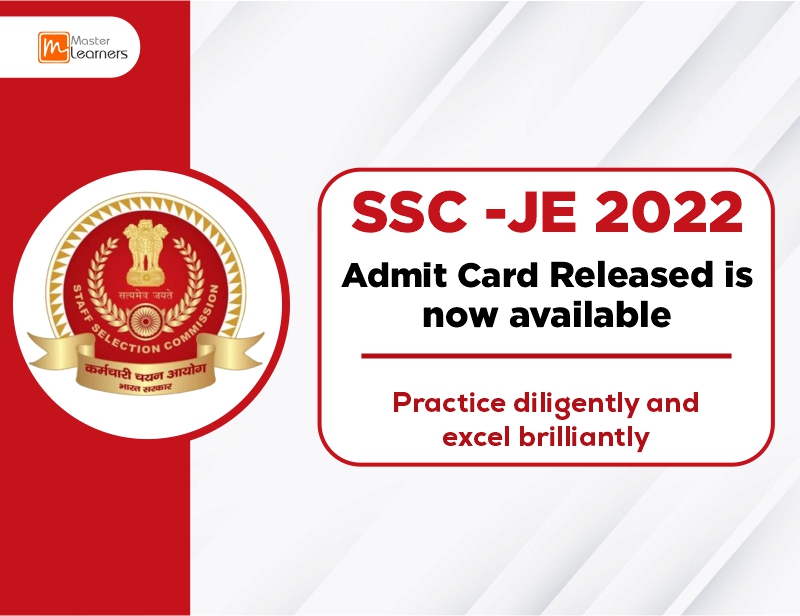 m Master
Learners
SSC -JE 2022
Admit Card Released is
now available
Practice diligently and
excel brilliantly
सत्यमेव जयते
STAFF SELECTION COMMISSION
कर्मचारी चयन आयोग
भारत सरकार